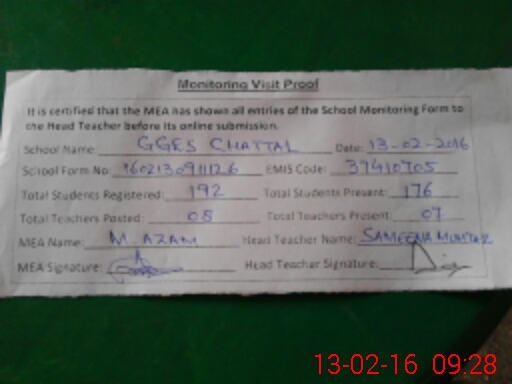 Monitoring Visit Proof
It is certified that the MEA has shown all entries of the School Monitoring Form to
the Head Teacher before its online submission.
School Name: GGES CHATTAL Date: 13-02-2016
School Form No: EMIS Code: 37410705
Total Students Registered: 192 Total Students Present: 176
Total Teachers Posted: 08 Total Teachers Present 07
MEA Name: M. AZAM Head Teacher Name: SAMEENA MUMTAZ
MEA Signature: Head Teacher Signature:
13-02-16 09:28